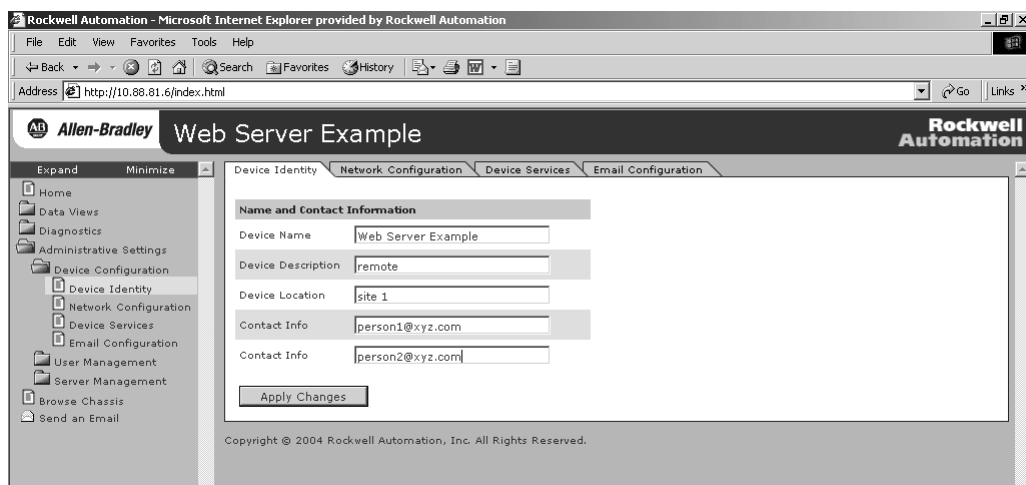 Rockwell Automation - Microsoft Internet Explorer provided by Rockwell Automation
File Edit View Favorites Tools Help
Back Search Favorites History
Address http://10.88.81.6/index.html Go Links »
AB Allen-Bradley Web Server Example Rockwell
Automation
Expand Minimize
Home
Data Views
Diagnostics
Administrative Settings
Device Configuration
Device Identity
Network Configuration
Device Services
Email Configuration
User Management
Server Management
Browse Chassis
Send an Email
Device Identity Network Configuration Device Services Email Configuration
Name and Contact Information
Device Name Web Server Example
Device Description remote
Device Location site 1
Contact Info person1@xyz.com
Contact Info person2@xyz.com
Apply Changes
Copyright © 2004 Rockwell Automation, Inc. All Rights Reserved.